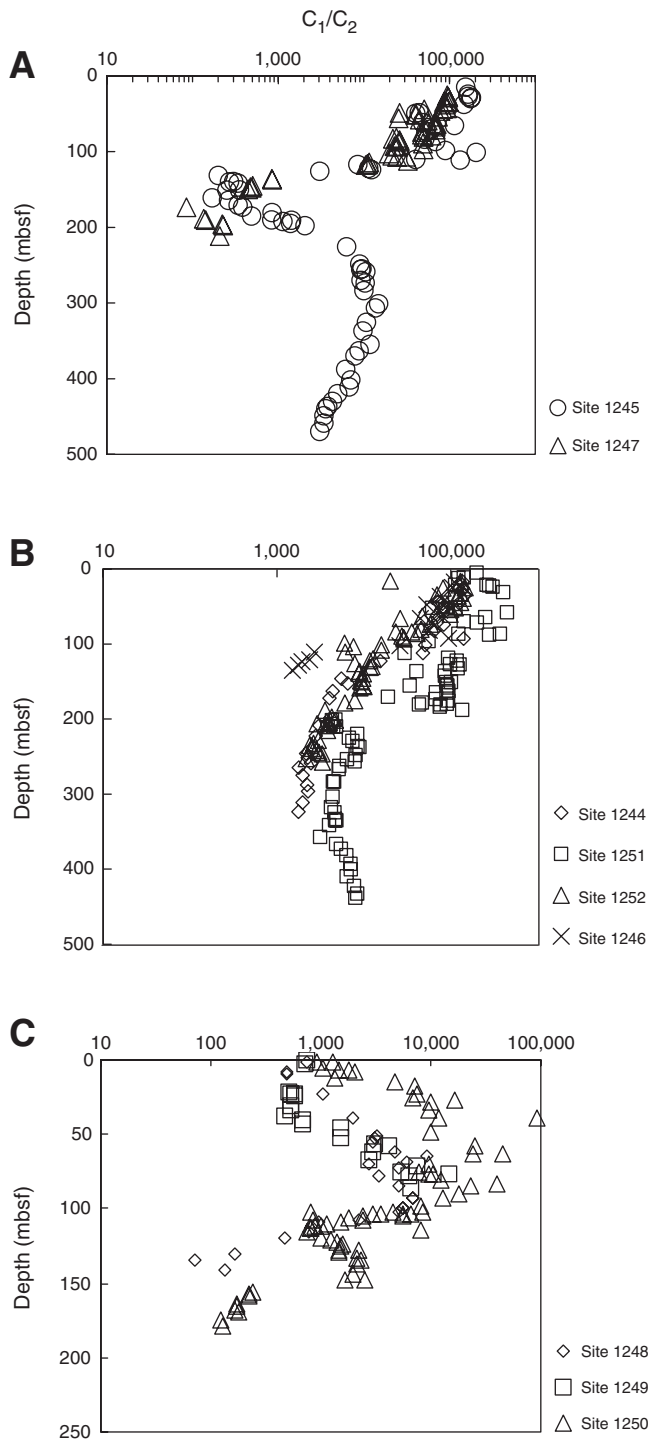 C1/C2
A
10 1,000 100,000
0
100
200
300
400
500
Depth (mbsf)
Site 1245
Site 1247
B
10 1,000 100,000
0
100
200
300
400
500
Depth (mbsf)
Site 1244
Site 1251
Site 1252
Site 1246
C
10 100 1,000 10,000 100,000
0
50
100
150
200
250
Depth (mbsf)
Site 1248
Site 1249
Site 1250